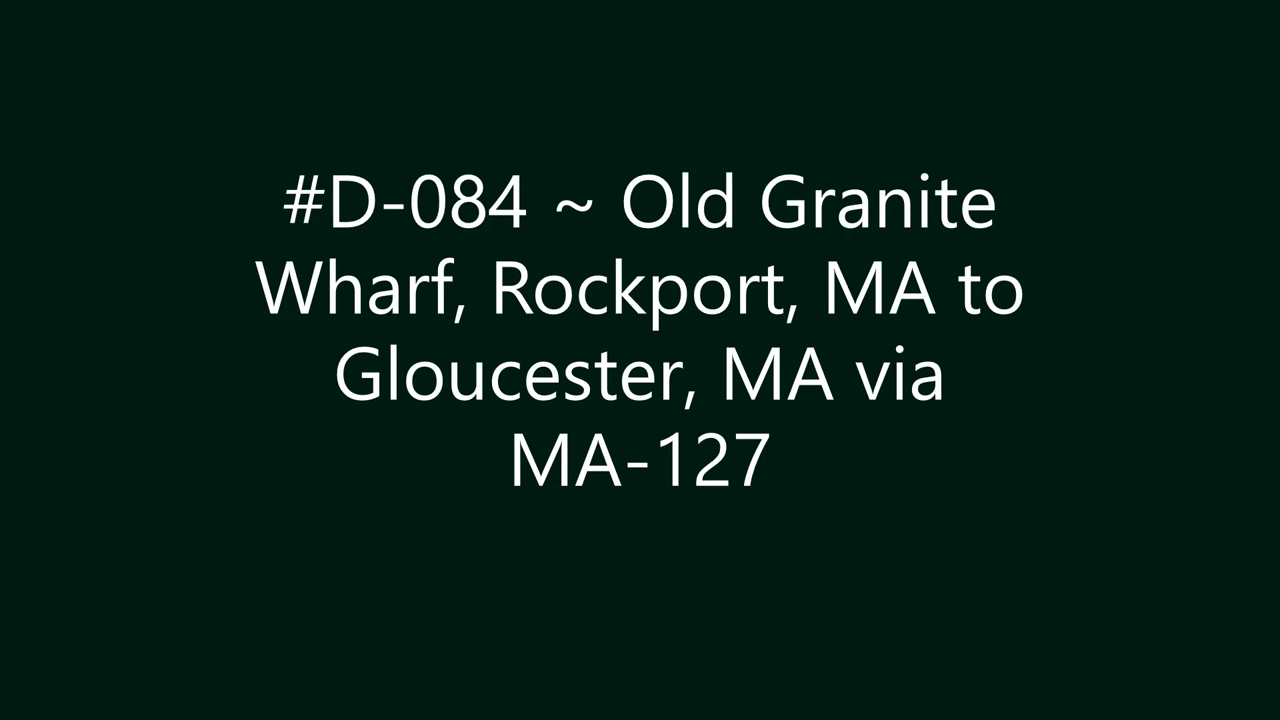 #D-084 ~ Old Granite
Wharf, Rockport, MA to
Gloucester, MA via
MA-127